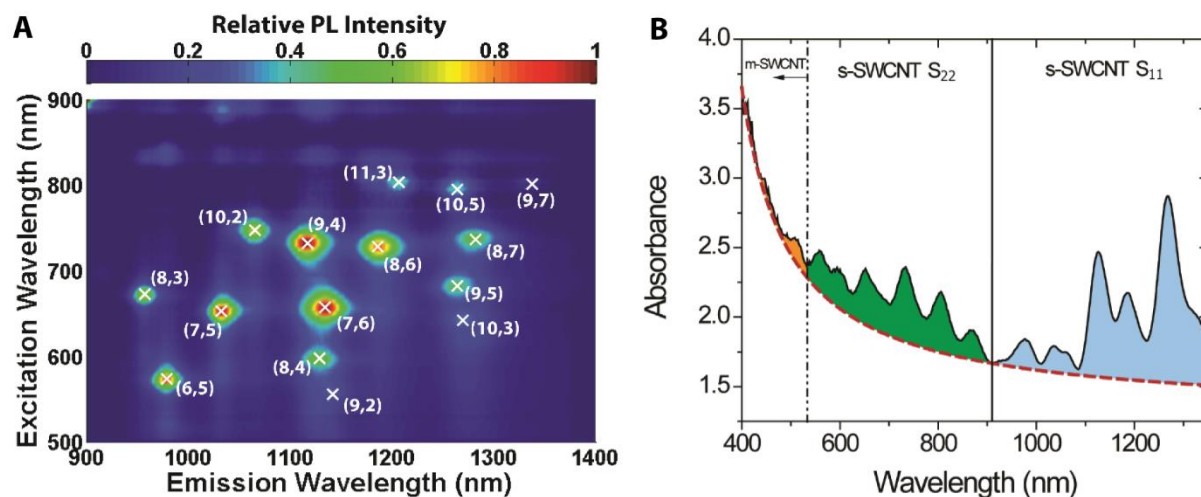 A
Relative PL Intensity
0 0.2 0.4 0.6 0.8 1
Excitation Wavelength (nm)
900
800
700
600
500
(11,3)
(10,5)
(9,7)
(10,2)
(9,4)
(8,6)
(8,7)
(8,3)
(7,5)
(7,6)
(9,5)
(10,3)
(8,4)
(6,5)
(9,2)
900 1000 1100 1200 1300 1400
Emission Wavelength (nm)
B
Absorbance
4.0
3.5
3.0
2.5
2.0
1.5
m-SWCNT
s-SWCNT S22
s-SWCNT S11
400 600 800 1000 1200
Wavelength (nm)